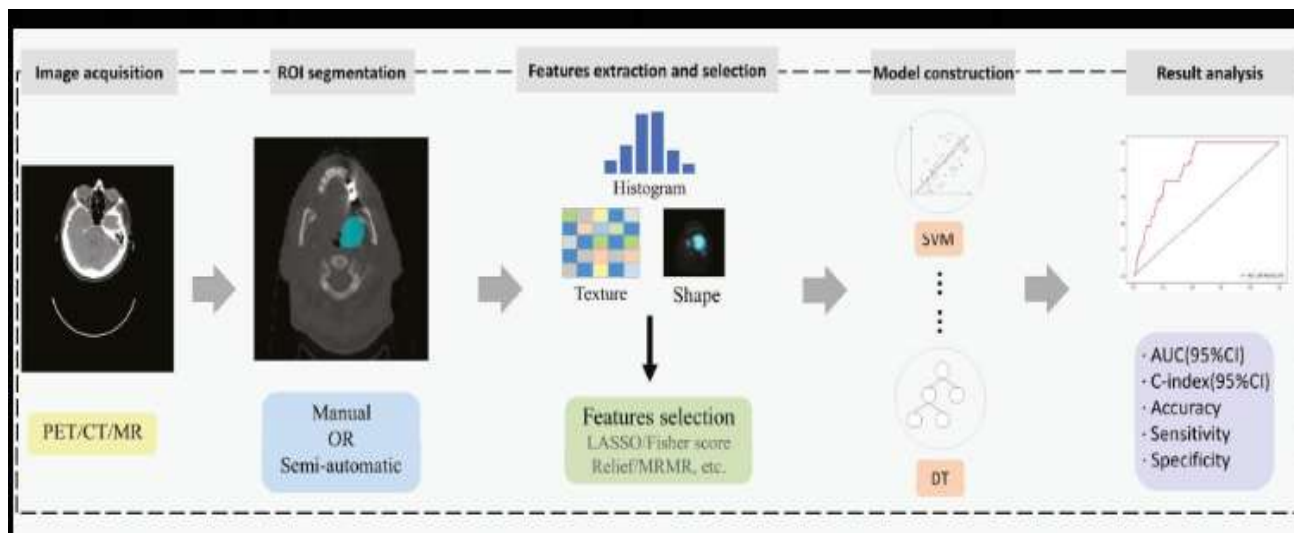 Image acquisition
ROI segmentation
Features extraction and selection
Model construction
Result analysis
PET/CT/MR
Manual
OR
Semi-automatic
Histogram
Texture
Shape
Features selection
LASSO/Fisher score
Relief/MRMR, etc.
SVM
DT
· AUC(95%CI)
· C-index(95%CI)
· Accuracy
· Sensitivity
· Specificity